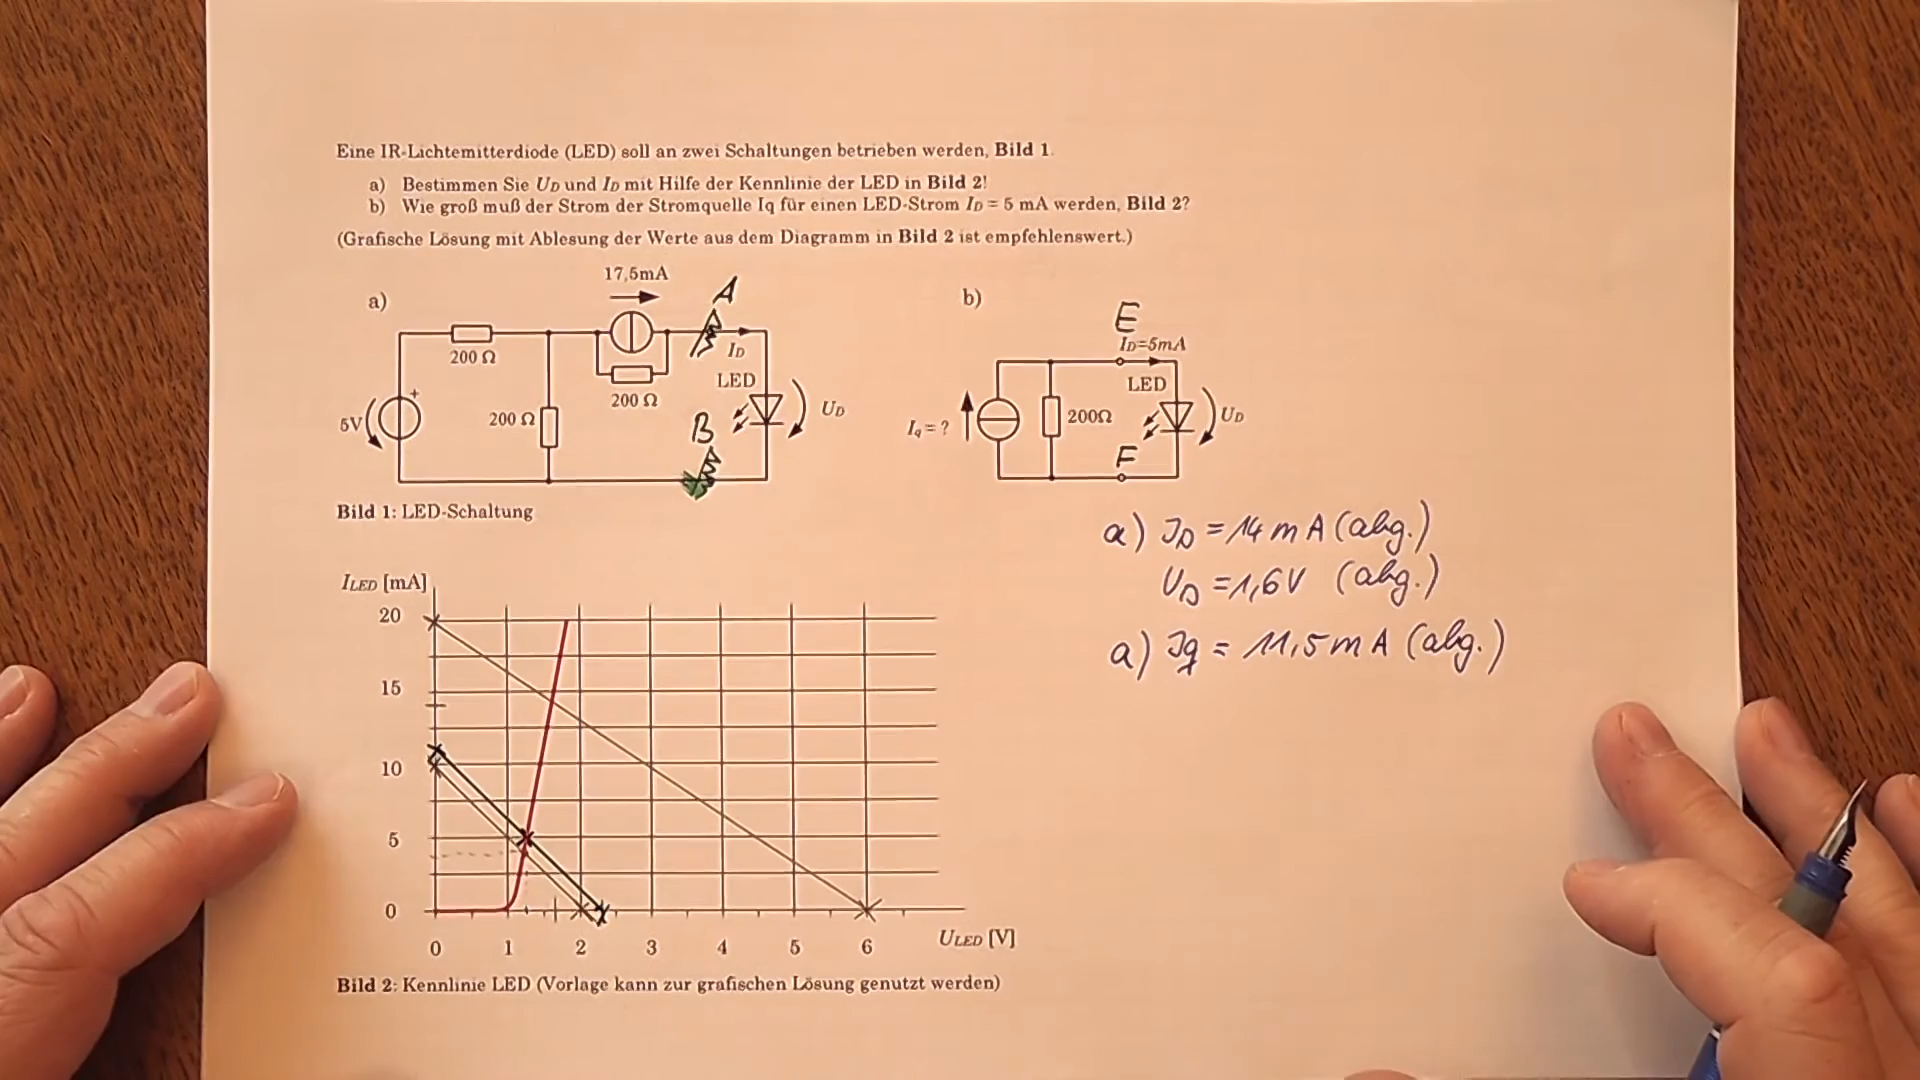 Eine IR-Lichtemitterdiode (LED) soll an zwei Schaltungen betrieben werden, Bild 1.
a) Bestimmen Sie UD und ID mit Hilfe der Kennlinie der LED in Bild 2!
b) Wie groß muß der Strom der Stromquelle Iq für einen LED-Strom ID = 5 mA werden, Bild 2?
(Grafische Lösung mit Ablesung der Werte aus dem Diagramm in Bild 2 ist empfehlenswert.)
a)
17,5mA
A
200 Ω
ID
LED
200 Ω
200 Ω
5V
+
B
UD
b)
E
ID=5mA
LED
200Ω
Iq = ?
UD
F
Bild 1: LED-Schaltung
a) ID = 14 mA (abg.)
UD = 1,6V (abg.)
a) Iq = 11,5 mA (abg.)
ILED [mA]
20
15
10
5
0
0 1 2 3 4 5 6
ULED [V]
Bild 2: Kennlinie LED (Vorlage kann zur grafischen Lösung genutzt werden)